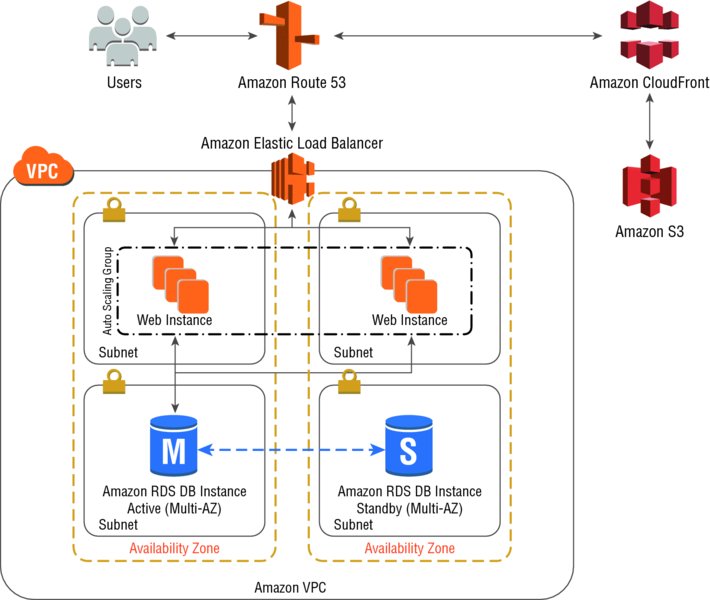 Users
Amazon Route 53
Amazon CloudFront
Amazon Elastic Load Balancer
VPC
Amazon S3
Auto Scaling Group
Web Instance
Web Instance
Subnet
Subnet
M
S
Amazon RDS DB Instance
Active (Multi-AZ)
Subnet
Amazon RDS DB Instance
Standby (Multi-AZ)
Subnet
Availability Zone
Availability Zone
Amazon VPC